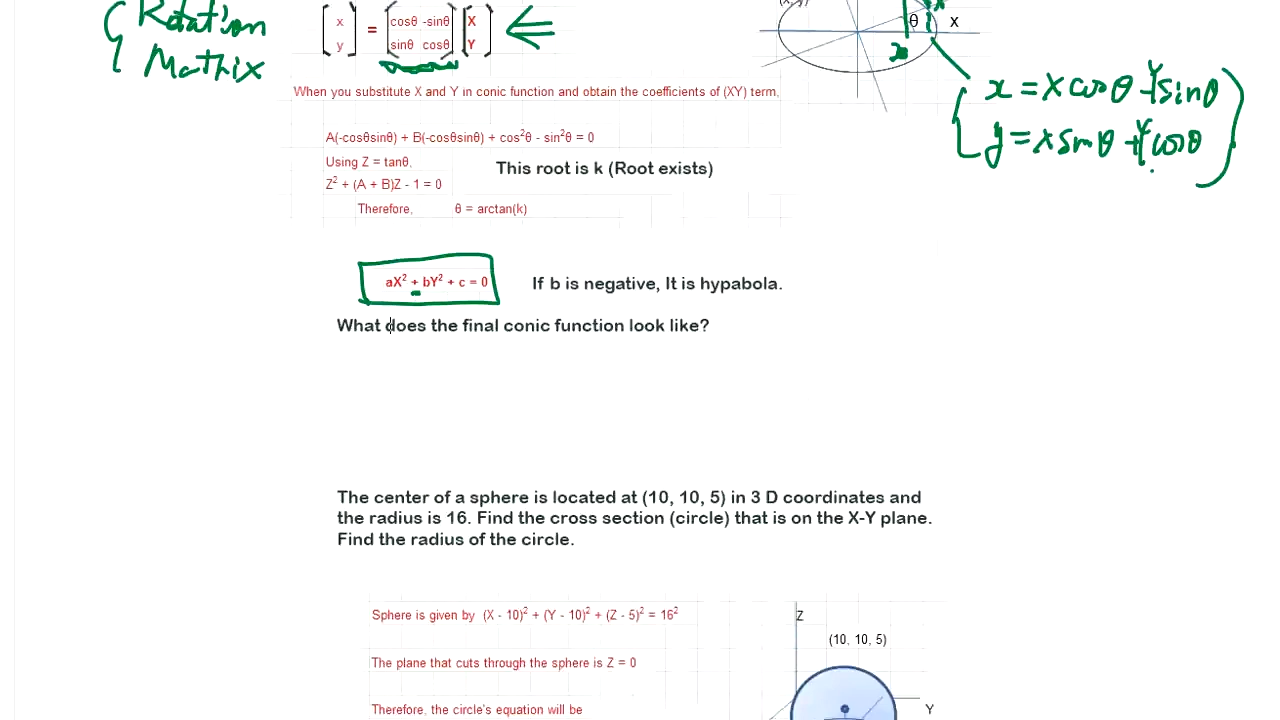 Rotation
Matrix
x
y
=
cosθ -sinθ
sinθ cosθ
X
Y
θ
x
x = X cosθ - Y sinθ
y = X sinθ + Y cosθ
When you substitute X and Y in conic function and obtain the coefficients of (XY) term,
A(-cosθsinθ) + B(-cosθsinθ) + cos²θ - sin²θ = 0
Using Z = tanθ,
Z² + (A + B)Z - 1 = 0
This root is k (Root exists)
Therefore, θ = arctan(k)
aX² + bY² + c = 0
If b is negative, It is hypabola.
What does the final conic function look like?
The center of a sphere is located at (10, 10, 5) in 3 D coordinates and
the radius is 16. Find the cross section (circle) that is on the X-Y plane.
Find the radius of the circle.
Sphere is given by (X - 10)² + (Y - 10)² + (Z - 5)² = 16²
The plane that cuts through the sphere is Z = 0
Therefore, the circle's equation will be
Z
(10, 10, 5)
Y